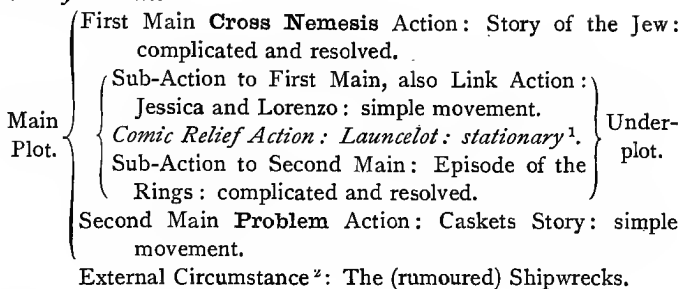 First Main Cross Nemesis Action: Story of the Jew:
complicated and resolved.
Sub-Action to First Main, also Link Action:
Jessica and Lorenzo: simple movement.
Main
Plot.
Comic Relief Action: Launcelot: stationary¹.
Under-
plot.
Sub-Action to Second Main: Episode of the
Rings: complicated and resolved.
Second Main Problem Action: Caskets Story: simple
movement.
External Circumstance²: The (rumoured) Shipwrecks.